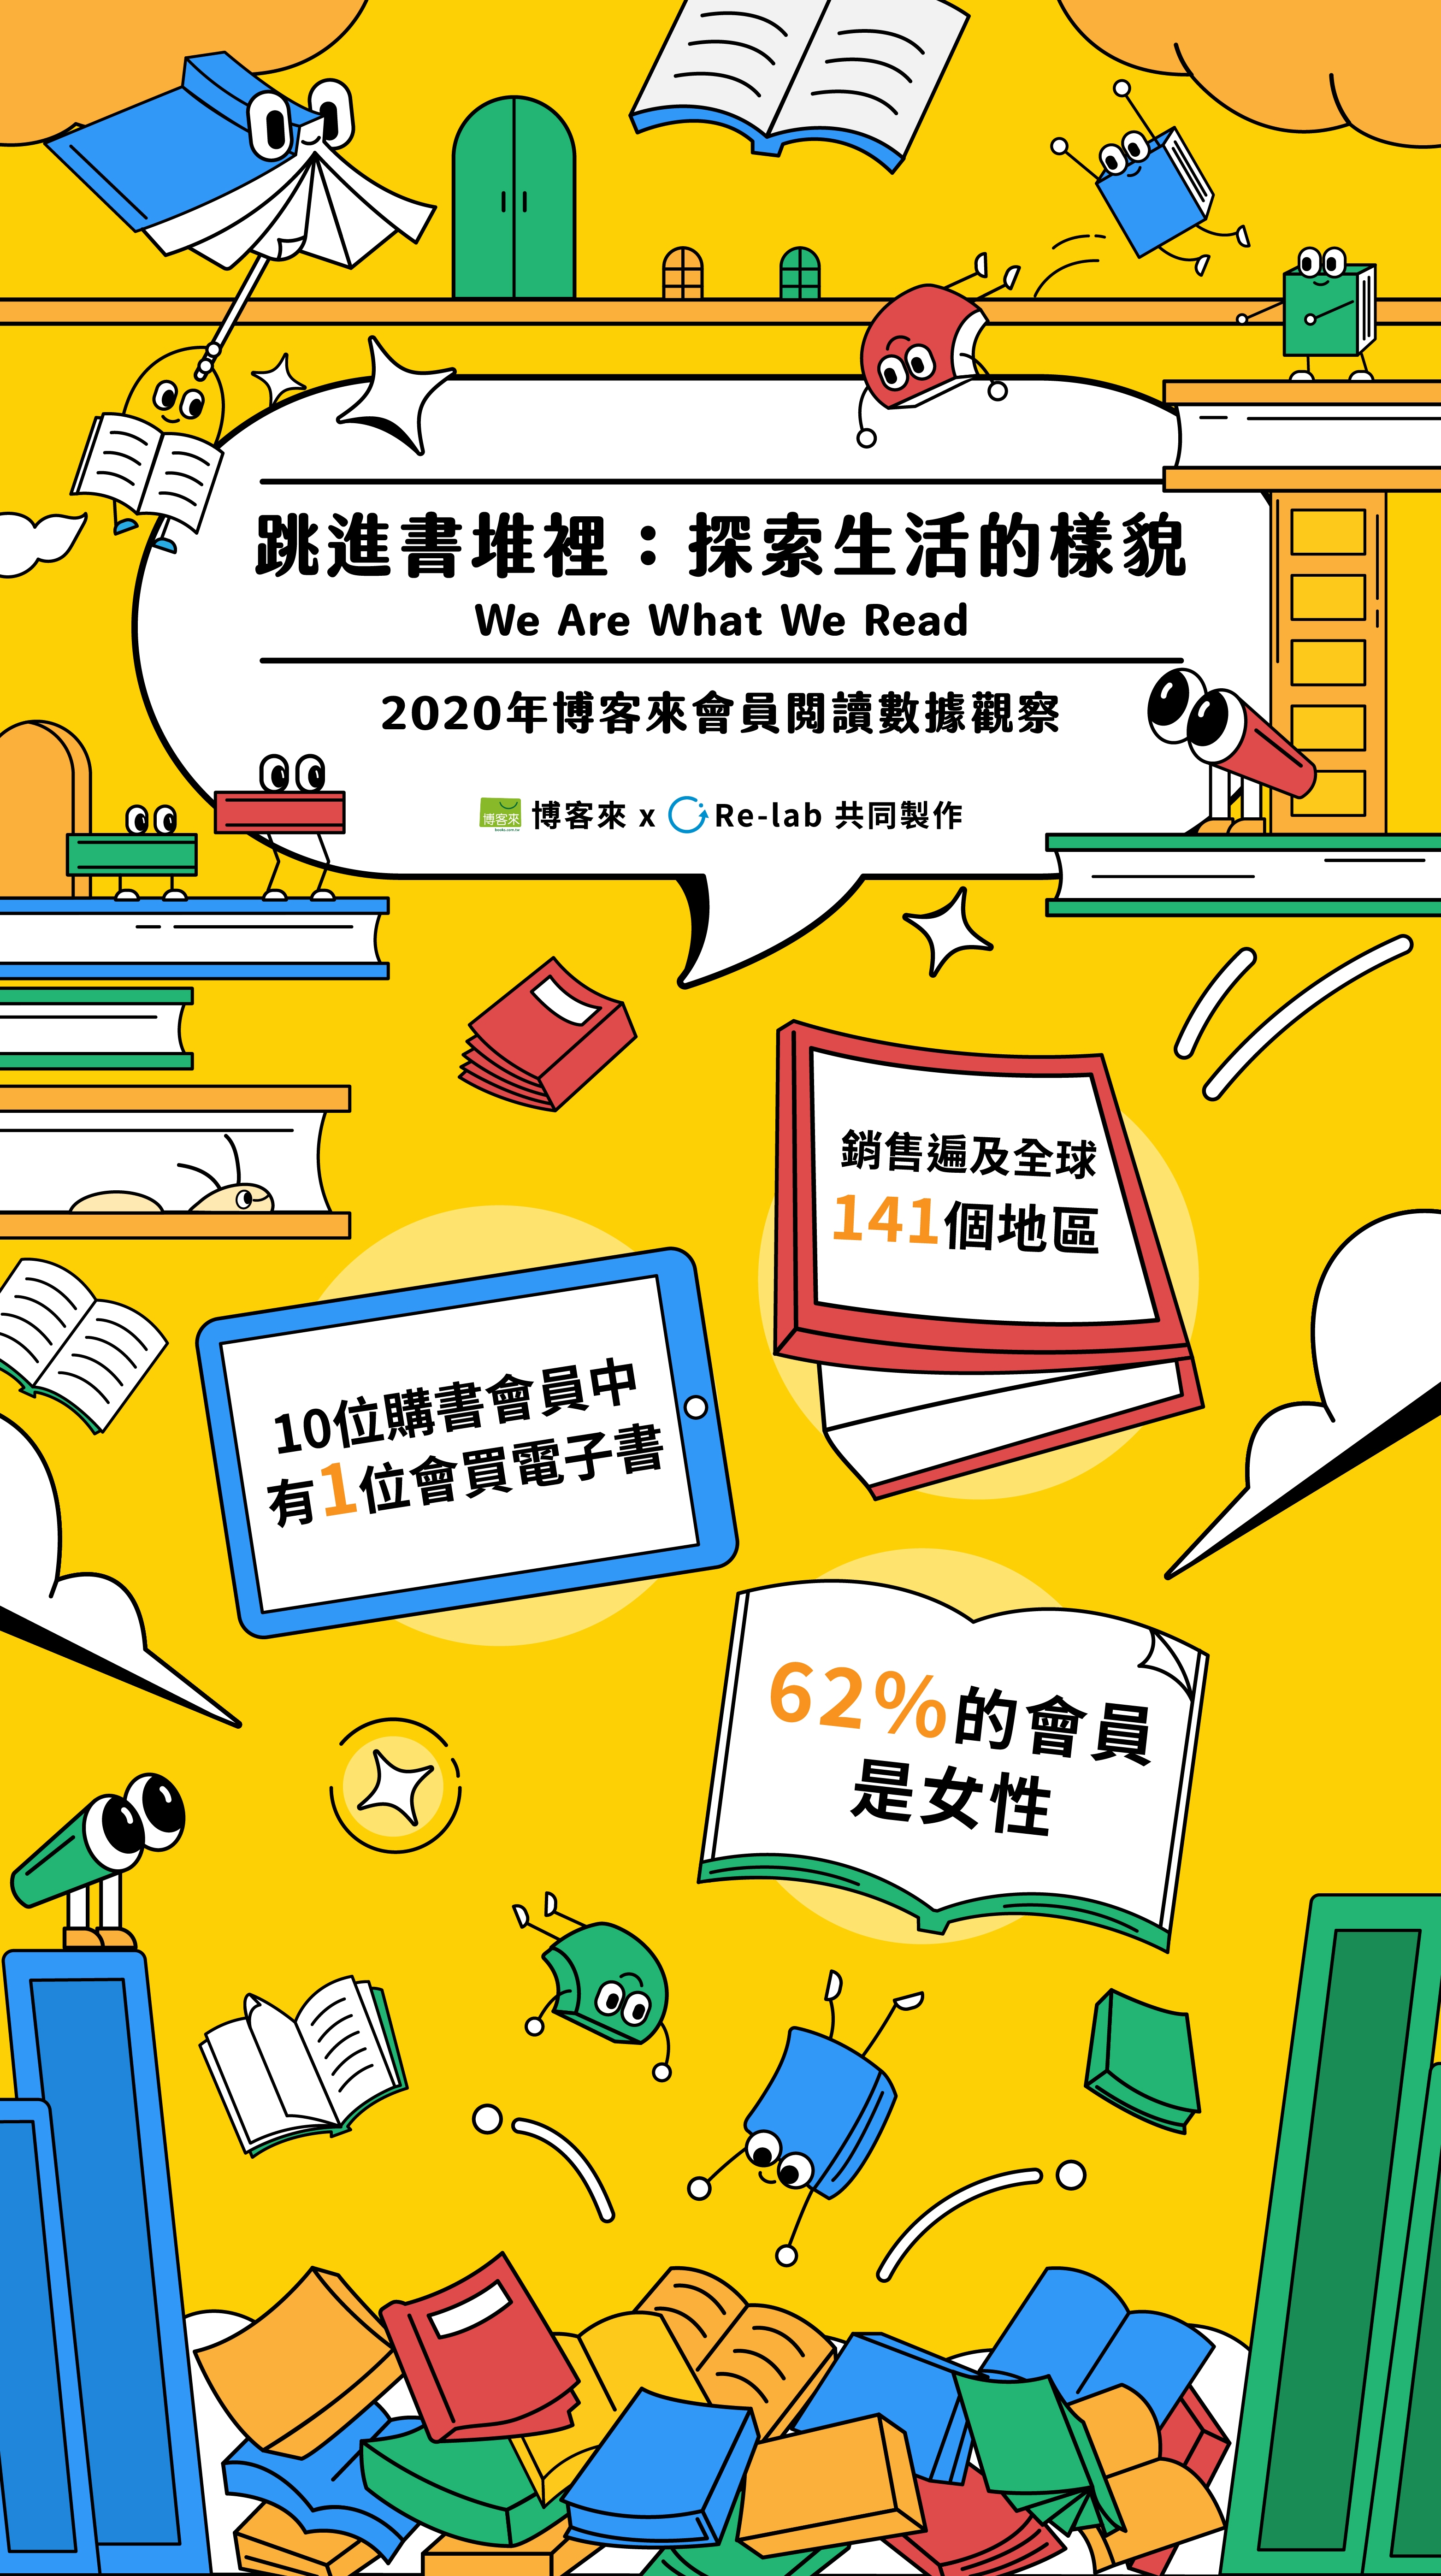 跳進書堆裡：探索生活的樣貌
We Are What We Read
2020年博客來會員閱讀數據觀察
博客來
books.com.tw
博客來 x Re-lab 共同製作
銷售遍及全球
141個地區
10位購書會員中
有1位會買電子書
62%的會員
是女性